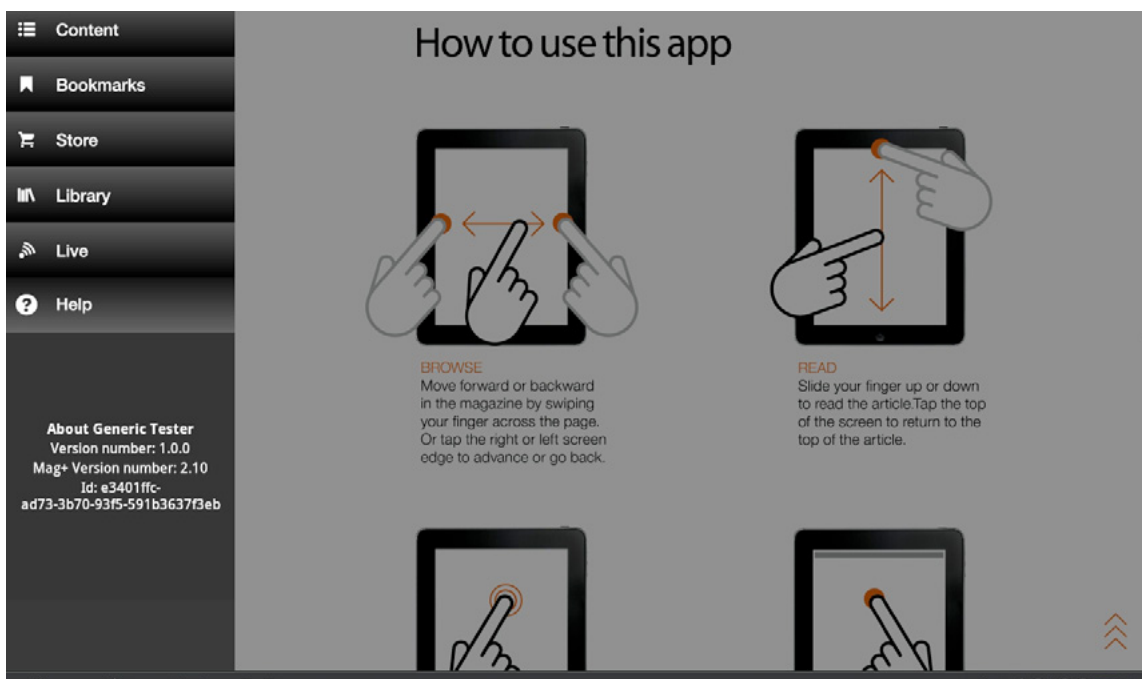 Content
Bookmarks
Store
Library
Live
Help
About Generic Tester
Version number: 1.0.0
Mag+ Version number: 2.10
Id: e3401ffc-
ad73-3b70-93f5-591b3637f3eb
How to use this app
BROWSE
Move forward or backward
in the magazine by swiping
your finger across the page.
Or tap the right or left screen
edge to advance or go back.
READ
Slide your finger up or down
to read the article.Tap the top
of the screen to return to the
top of the article.